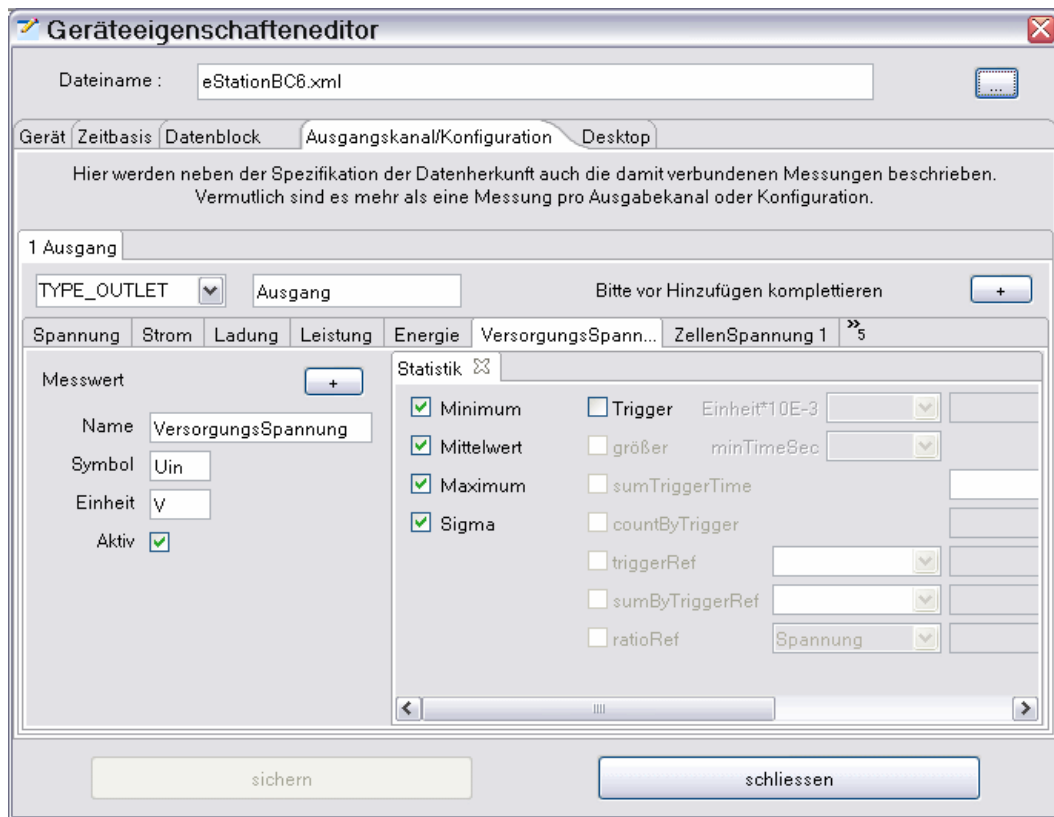 Geräteeigenschafteneditor
Dateiname : eStationBC6.xml ...
Gerät Zeitbasis Datenblock Ausgangskanal/Konfiguration Desktop
Hier werden neben der Spezifikation der Datenherkunft auch die damit verbundenen Messungen beschrieben.
Vermutlich sind es mehr als eine Messung pro Ausgabekanal oder Konfiguration.
1 Ausgang
TYPE_OUTLET Ausgang Bitte vor Hinzufügen komplettieren +
Spannung Strom Ladung Leistung Energie VersorgungsSpann... ZellenSpannung 1 »5
Messwert +
Name VersorgungsSpannung
Symbol Uin
Einheit V
Aktiv
Statistik
Minimum Trigger Einheit*10E-3
Mittelwert größer minTimeSec
Maximum sumTriggerTime
Sigma countByTrigger
triggerRef
sumByTriggerRef
ratioRef Spannung
sichern schliessen